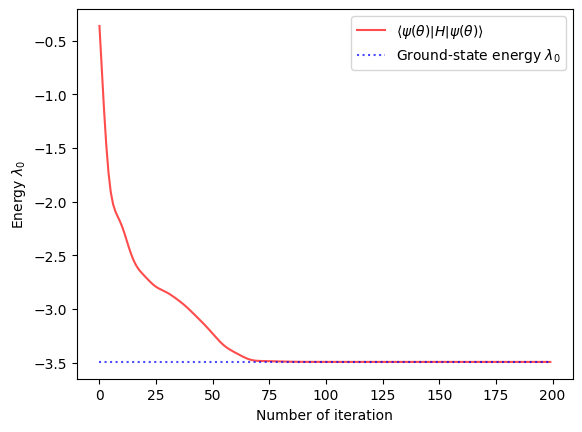 ⟨ψ(θ)|H|ψ(θ)⟩
Ground-state energy λ₀
−0.5
−1.0
−1.5
−2.0
−2.5
−3.0
−3.5
Energy λ₀
0 25 50 75 100 125 150 175 200
Number of iteration